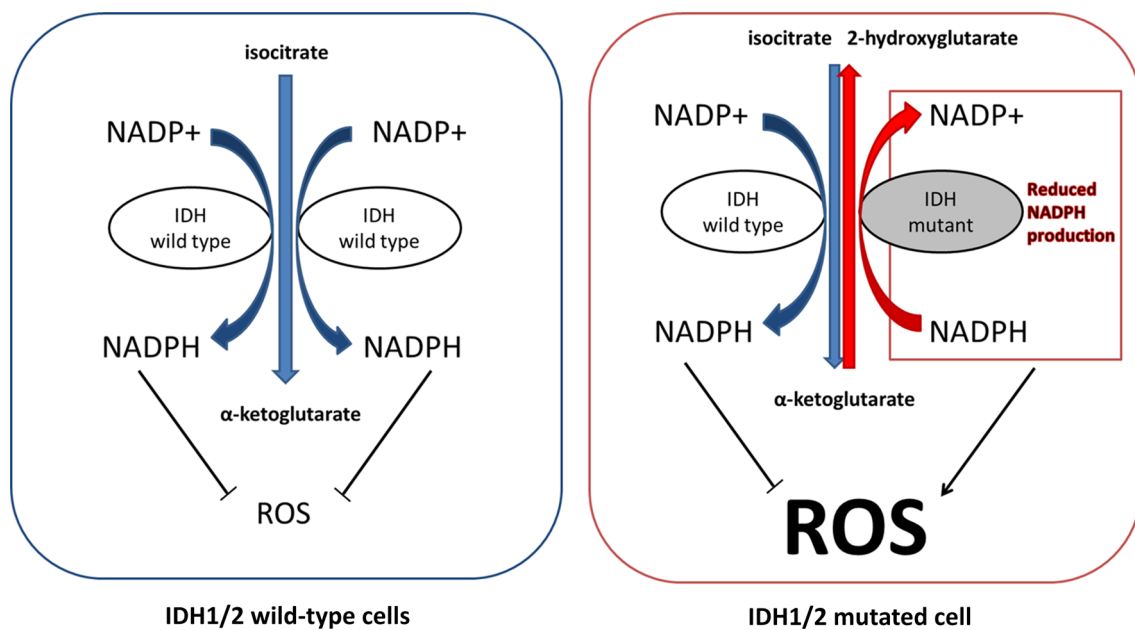 isocitrate
NADP+ NADP+
IDH
wild type
IDH
wild type
NADPH NADPH
α-ketoglutarate
ROS
IDH1/2 wild-type cells
isocitrate 2-hydroxyglutarate
NADP+ NADP+
IDH
wild type
IDH
mutant
Reduced
NADPH
production
NADPH NADPH
α-ketoglutarate
ROS
IDH1/2 mutated cell